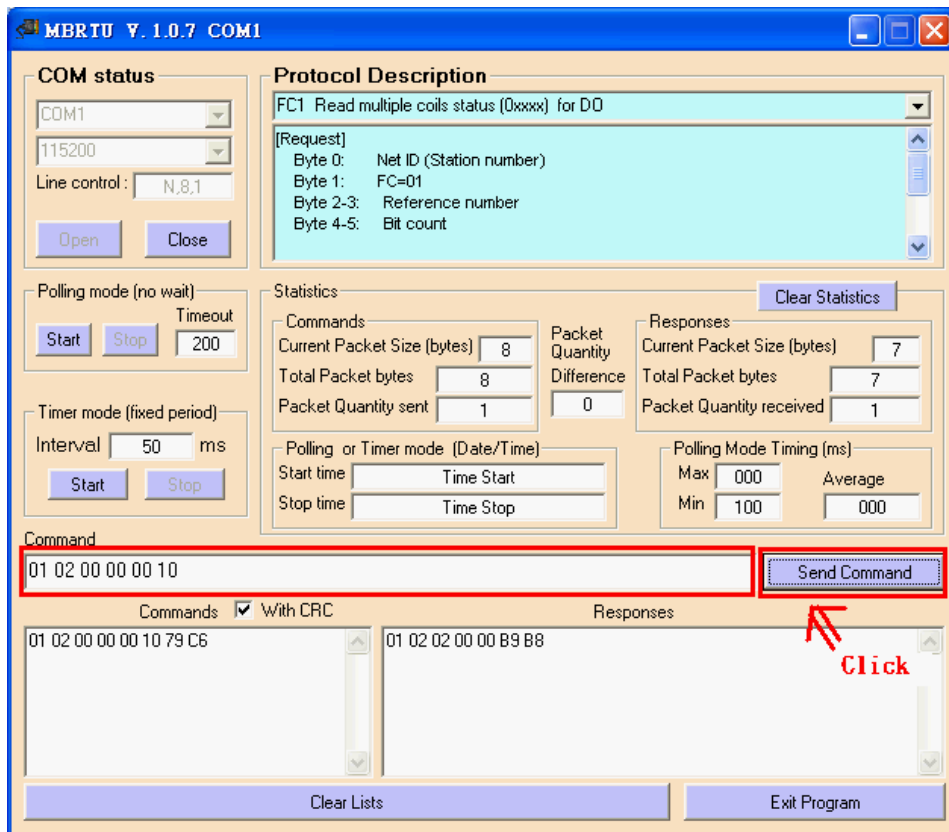 MBRTU V. 1.0.7 COM1
COM status
COM1
115200
Line control :
N,8,1
Open
Close
Protocol Description
FC1 Read multiple coils status (0xxxx) for DO
[Request]
Byte 0: Net ID (Station number)
Byte 1: FC=01
Byte 2-3: Reference number
Byte 4-5: Bit count
Polling mode (no wait)
Timeout
Start
Stop
200
Timer mode (fixed period)
Interval 50 ms
Start
Stop
Statistics
Clear Statistics
Commands
Current Packet Size (bytes) 8
Total Packet bytes 8
Packet Quantity sent 1
Packet
Quantity
Difference
0
Responses
Current Packet Size (bytes) 7
Total Packet bytes 7
Packet Quantity received 1
Polling or Timer mode (Date/Time)
Start time Time Start
Stop time Time Stop
Polling Mode Timing (ms)
Max 000
Min 100
Average
000
Command
01 02 00 00 00 10
Send Command
Commands With CRC
Responses
01 02 00 00 00 10 79 C6
01 02 02 00 00 B9 B8
Click
Clear Lists
Exit Program